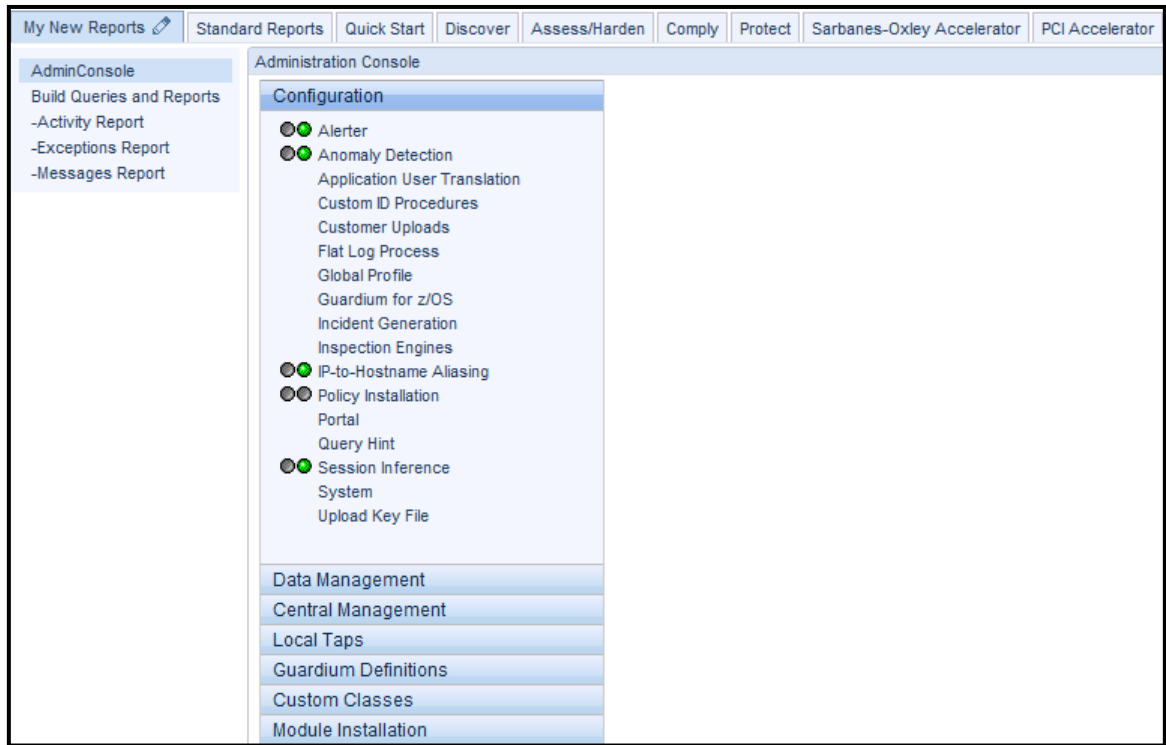 My New Reports
Standard Reports
Quick Start
Discover
Assess/Harden
Comply
Protect
Sarbanes-Oxley Accelerator
PCI Accelerator
AdminConsole
Build Queries and Reports
-Activity Report
-Exceptions Report
-Messages Report
Administration Console
Configuration
Alerter
Anomaly Detection
Application User Translation
Custom ID Procedures
Customer Uploads
Flat Log Process
Global Profile
Guardium for z/OS
Incident Generation
Inspection Engines
IP-to-Hostname Aliasing
Policy Installation
Portal
Query Hint
Session Inference
System
Upload Key File
Data Management
Central Management
Local Taps
Guardium Definitions
Custom Classes
Module Installation